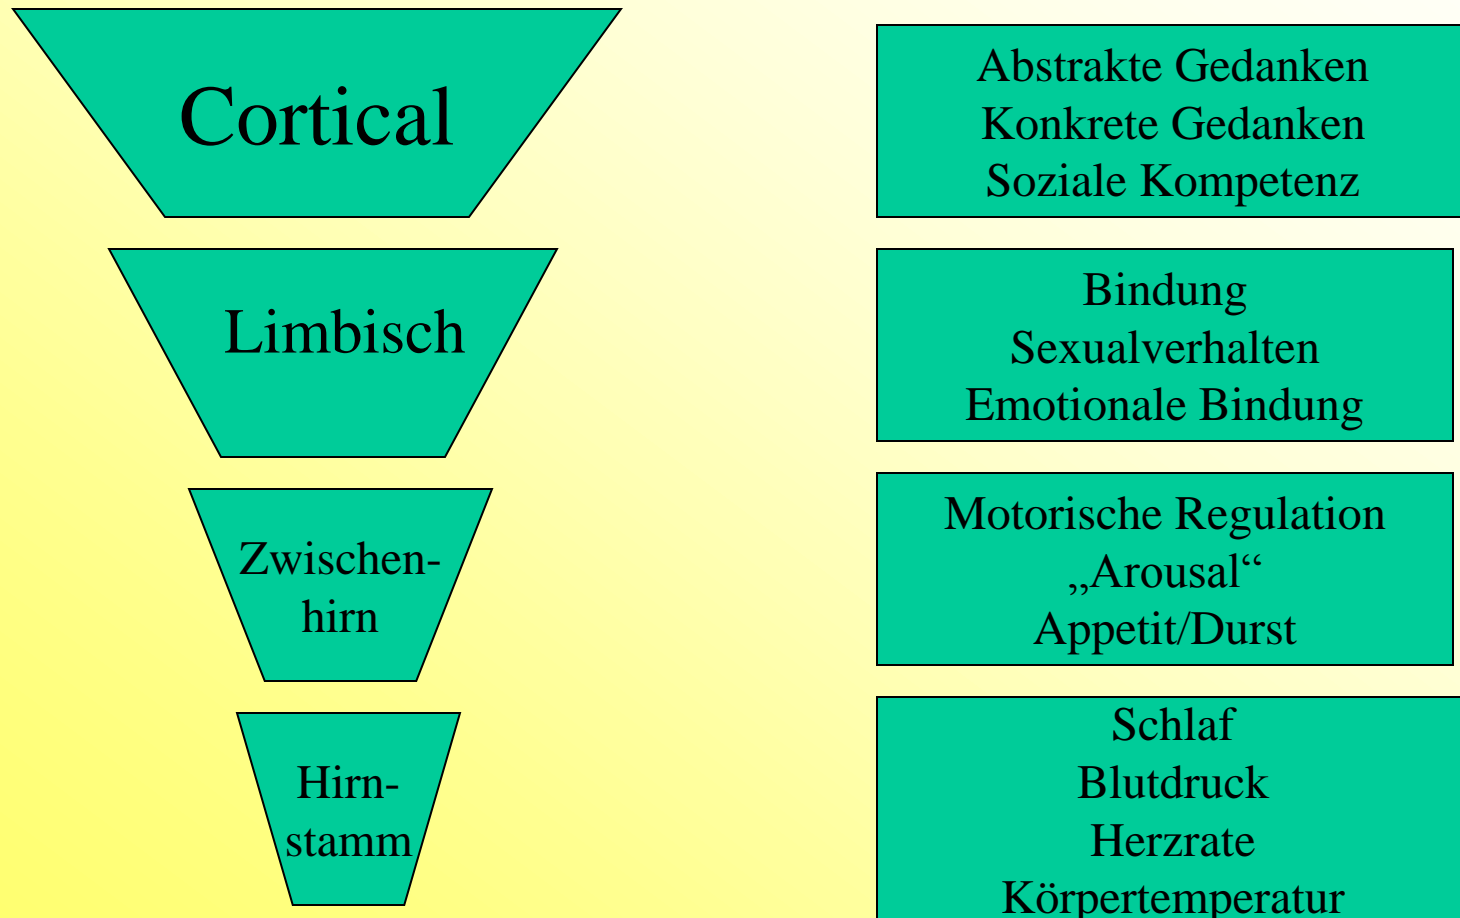 Cortical
Abstrakte Gedanken
Konkrete Gedanken
Soziale Kompetenz
Limbisch
Bindung
Sexualverhalten
Emotionale Bindung
Zwischen-
hirn
Motorische Regulation
„Arousal“
Appetit/Durst
Hirn-
stamm
Schlaf
Blutdruck
Herzrate
Körpertemperatur